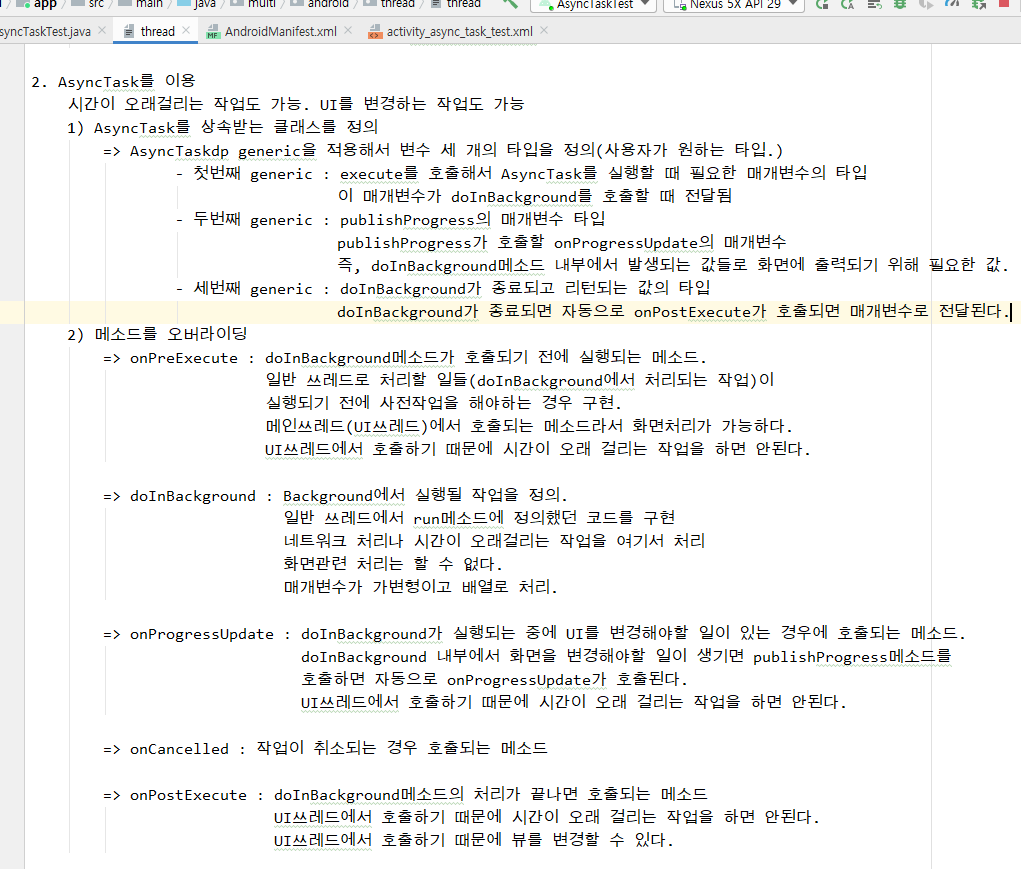 app src main java multi android thread thread AsyncTaskTest Nexus 5X API 29
syncTaskTest.java × thread × AndroidManifest.xml × activity_async_task_test.xml ×
2. AsyncTask를 이용
시간이 오래걸리는 작업도 가능. UI를 변경하는 작업도 가능
1) AsyncTask를 상속받는 클래스를 정의
=> AsyncTaskdp generic을 적용해서 변수 세 개의 타입을 정의(사용자가 원하는 타입.)
- 첫번째 generic : execute를 호출해서 AsyncTask를 실행할 때 필요한 매개변수의 타입
이 매개변수가 doInBackground를 호출할 때 전달됨
- 두번째 generic : publishProgress의 매개변수 타입
publishProgress가 호출할 onProgressUpdate의 매개변수
즉, doInBackground메소드 내부에서 발생되는 값들로 화면에 출력되기 위해 필요한 값.
- 세번째 generic : doInBackground가 종료되고 리턴되는 값의 타입
doInBackground가 종료되면 자동으로 onPostExecute가 호출되면 매개변수로 전달된다.
2) 메소드를 오버라이딩
=> onPreExecute : doInBackground메소드가 호출되기 전에 실행되는 메소드.
일반 쓰레드로 처리할 일들(doInBackground에서 처리되는 작업)이
실행되기 전에 사전작업을 해야하는 경우 구현.
메인쓰레드(UI쓰레드)에서 호출되는 메소드라서 화면처리가 가능하다.
UI쓰레드에서 호출하기 때문에 시간이 오래 걸리는 작업을 하면 안된다.
=> doInBackground : Background에서 실행될 작업을 정의.
일반 쓰레드에서 run메소드에 정의했던 코드를 구현
네트워크 처리나 시간이 오래걸리는 작업을 여기서 처리
화면관련 처리는 할 수 없다.
매개변수가 가변형이고 배열로 처리.
=> onProgressUpdate : doInBackground가 실행되는 중에 UI를 변경해야할 일이 있는 경우에 호출되는 메소드.
doInBackground 내부에서 화면을 변경해야할 일이 생기면 publishProgress메소드를
호출하면 자동으로 onProgressUpdate가 호출된다.
UI쓰레드에서 호출하기 때문에 시간이 오래 걸리는 작업을 하면 안된다.
=> onCancelled : 작업이 취소되는 경우 호출되는 메소드
=> onPostExecute : doInBackground메소드의 처리가 끝나면 호출되는 메소드
UI쓰레드에서 호출하기 때문에 시간이 오래 걸리는 작업을 하면 안된다.
UI쓰레드에서 호출하기 때문에 뷰를 변경할 수 있다.